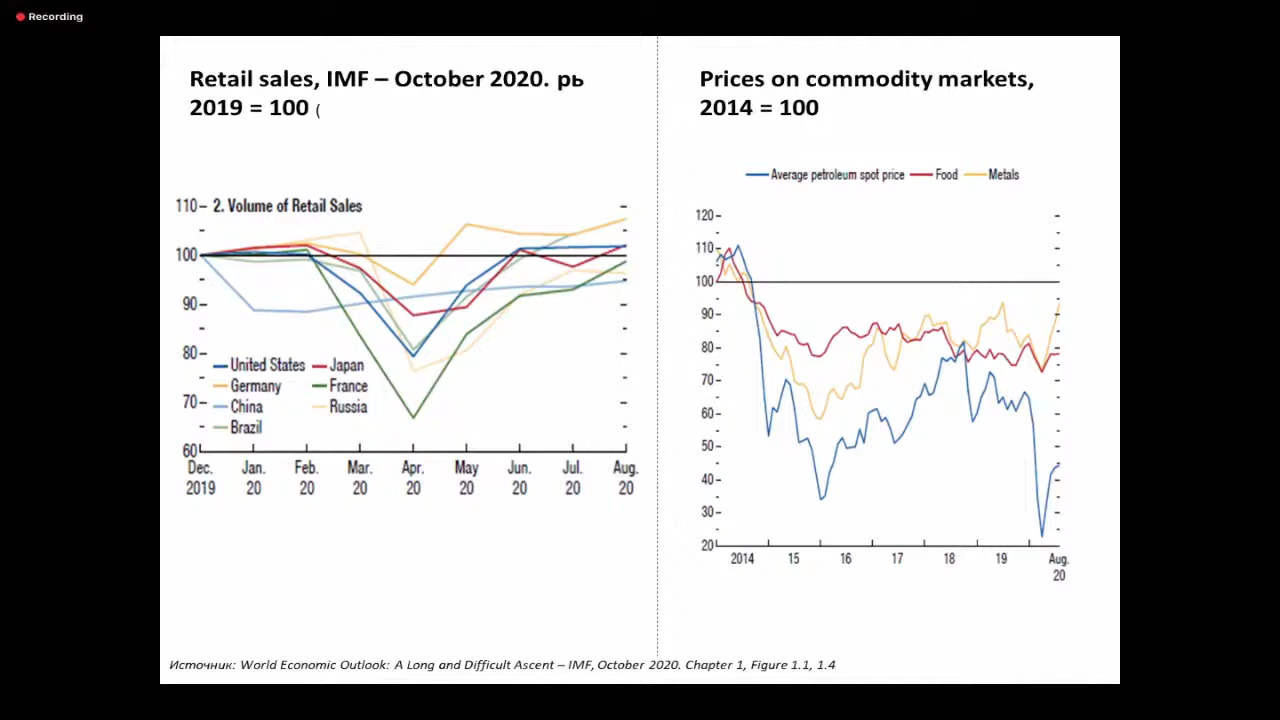 Recording
Retail sales, IMF – October 2020. рь
2019 = 100 (
110
2. Volume of Retail Sales
100
90
80
70
60
United States
Japan
Germany
France
China
Russia
Brazil
Dec. Jan. Feb. Mar. Apr. May Jun. Jul. Aug.
2019 20 20 20 20 20 20 20 20
Prices on commodity markets,
2014 = 100
Average petroleum spot price
Food
Metals
120
110
100
90
80
70
60
50
40
30
20
2014 15 16 17 18 19 Aug.
20
Источник: World Economic Outlook: A Long and Difficult Ascent – IMF, October 2020. Chapter 1, Figure 1.1, 1.4